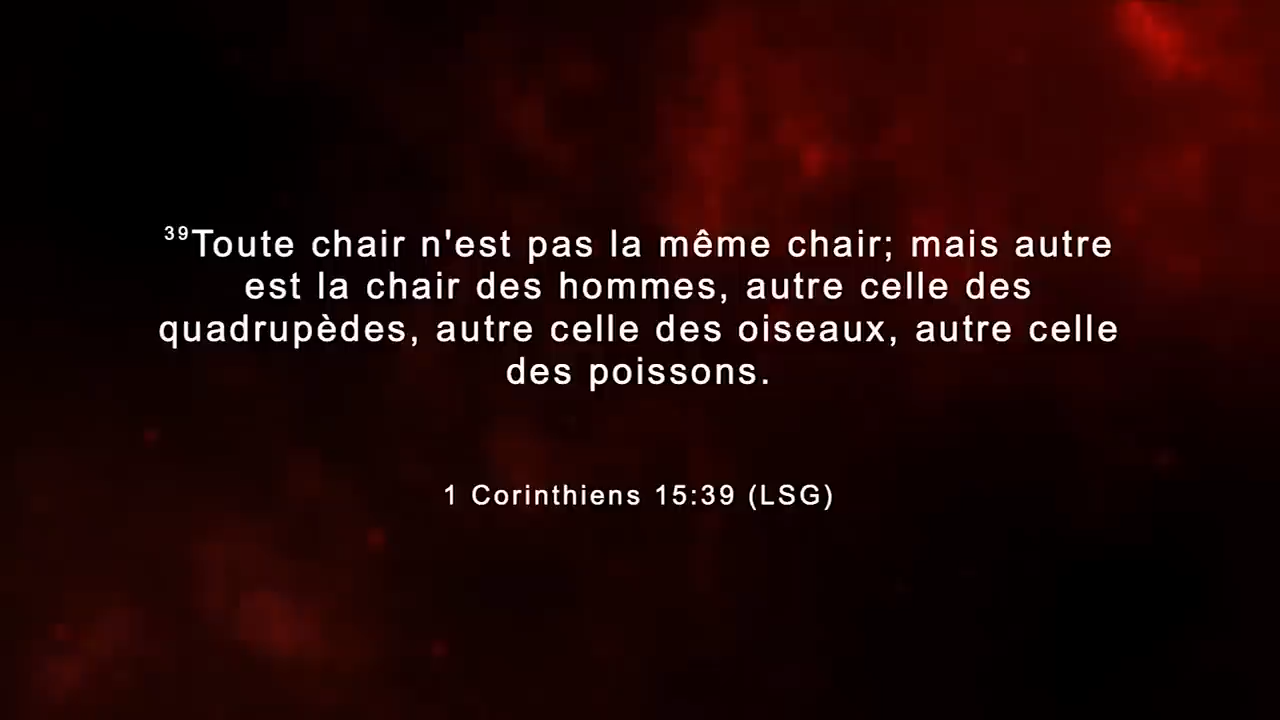 39Toute chair n'est pas la même chair; mais autre
est la chair des hommes, autre celle des
quadrupèdes, autre celle des oiseaux, autre celle
des poissons.
1 Corinthiens 15:39 (LSG)